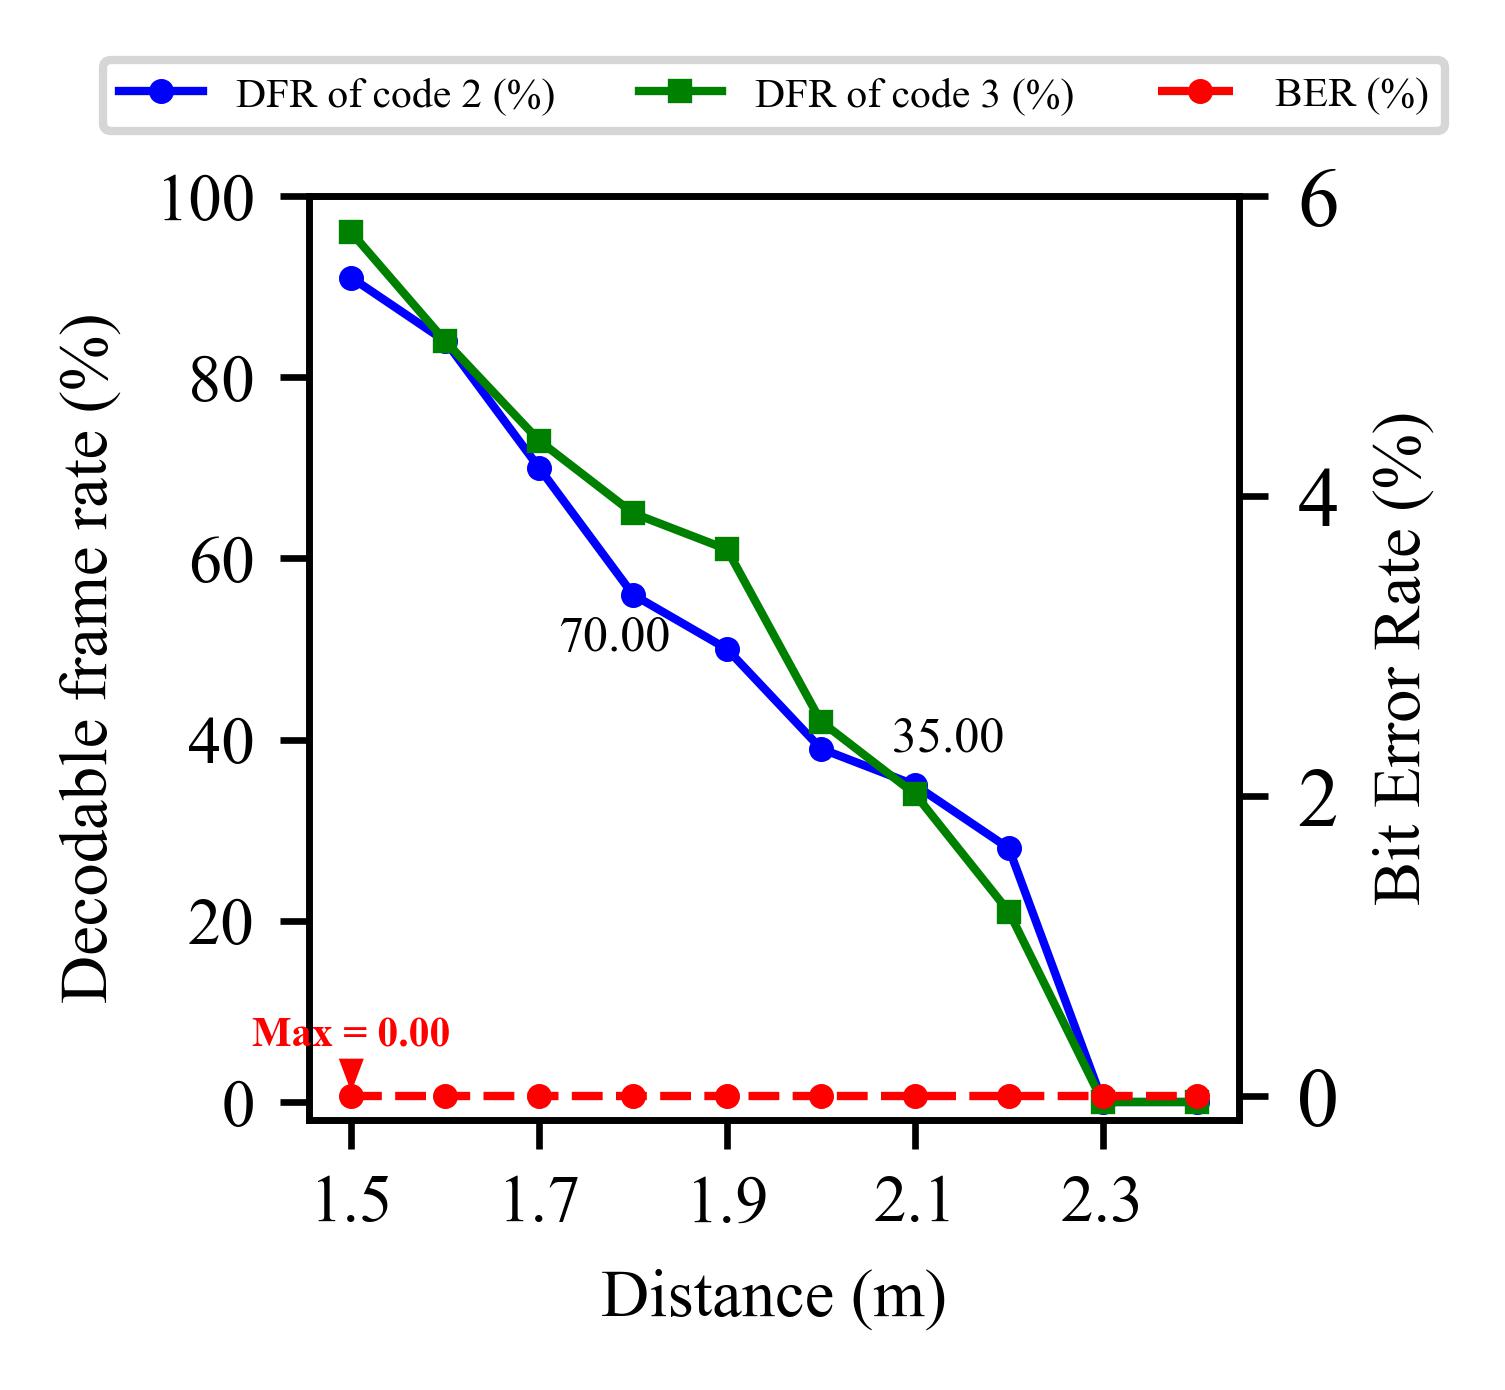 DFR of code 2 (%) DFR of code 3 (%) BER (%)
100
80
60
40
20
0
Decodable frame rate (%)
6
4
2
0
Bit Error Rate (%)
70.00
35.00
Max = 0.00
1.5 1.7 1.9 2.1 2.3
Distance (m)